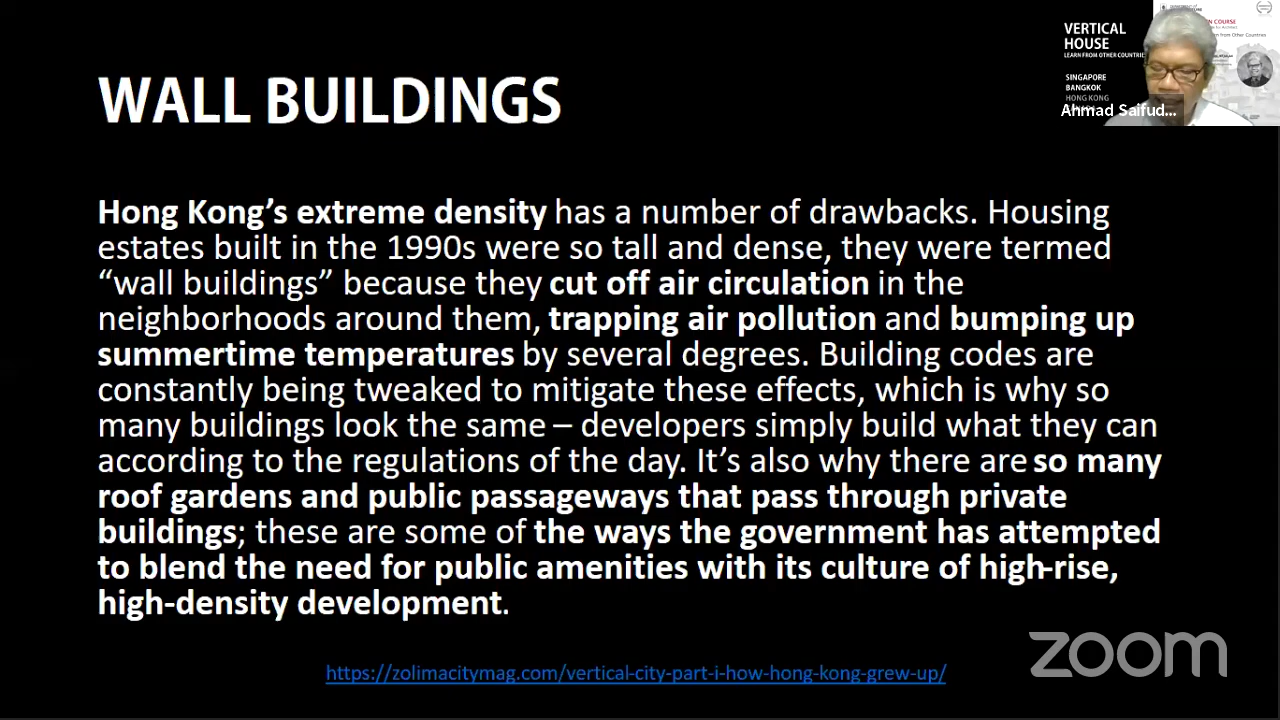 WALL BUILDINGS
Hong Kong’s extreme density has a number of drawbacks. Housing
estates built in the 1990s were so tall and dense, they were termed
“wall buildings” because they cut off air circulation in the
neighborhoods around them, trapping air pollution and bumping up
summertime temperatures by several degrees. Building codes are
constantly being tweaked to mitigate these effects, which is why so
many buildings look the same – developers simply build what they can
according to the regulations of the day. It’s also why there are so many
roof gardens and public passageways that pass through private
buildings; these are some of the ways the government has attempted
to blend the need for public amenities with its culture of high-rise,
high-density development.
https://zolimacitymag.com/vertical-city-part-i-how-hong-kong-grew-up/
VERTICAL
HOUSE
LEARN FROM OTHER COUNTRIE
SINGAPORE
BANGKOK
HONG KONG
Ahmad Saifud...
N COURSE
from Other Countries
zoom